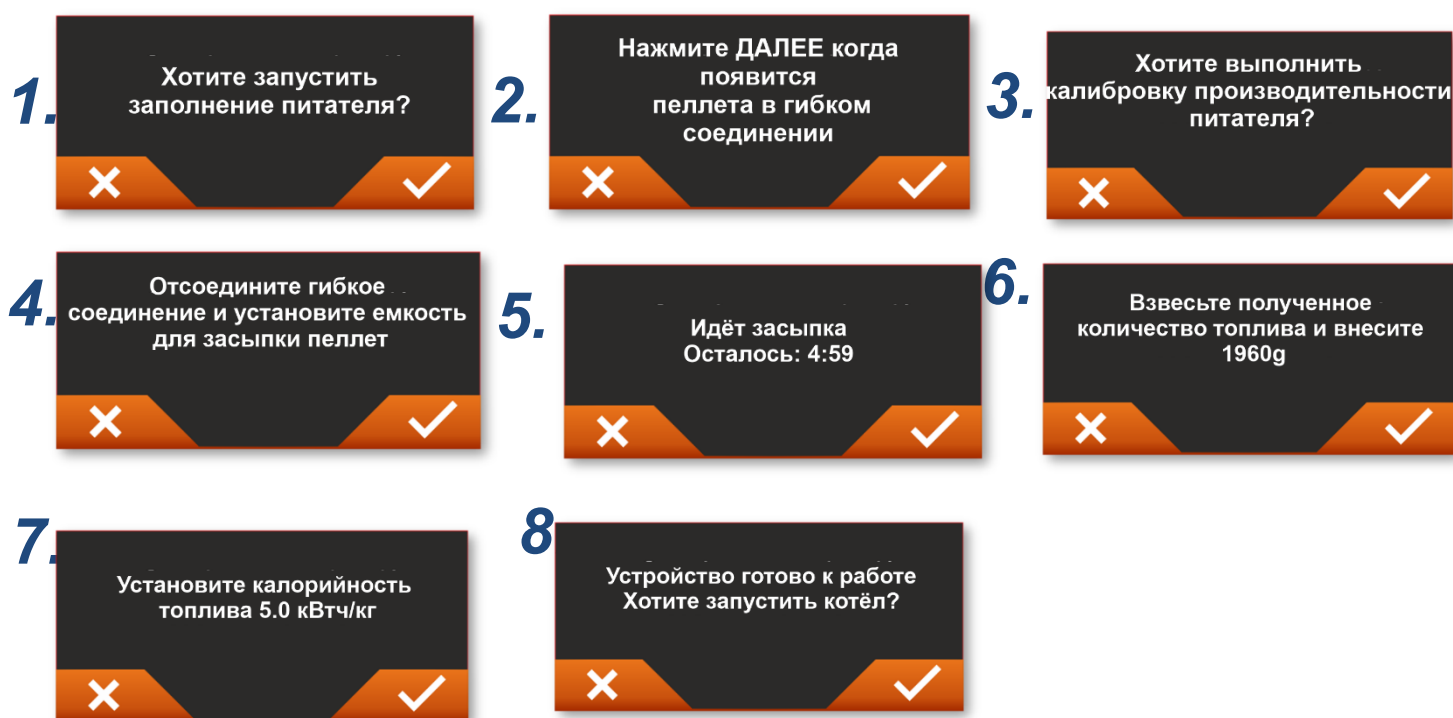 1.
Хотите запустить
заполнение питателя?
2.
Нажмите ДАЛЕЕ когда
появится
пеллета в гибком
соединении
3.
Хотите выполнить
калибровку производительности
питателя?
4.
Отсоедините гибкое
соединение и установите емкость
для засыпки пеллет
5.
Идёт засыпка
Осталось: 4:59
6.
Взвесьте полученное
количество топлива и внесите
1960g
7.
Установите калорийность
топлива 5.0 кВтч/кг
8
Устройство готово к работе
Хотите запустить котёл?